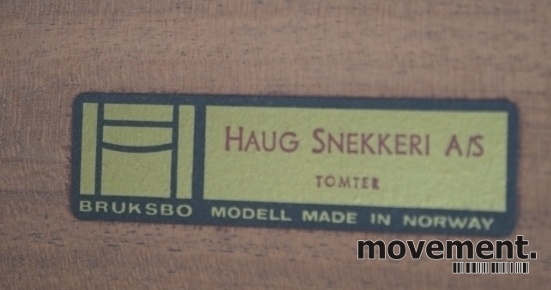 HAUG SNEKKERI A/S
TOMTER
BRUKSBO MODELL MADE IN NORWAY
movement.